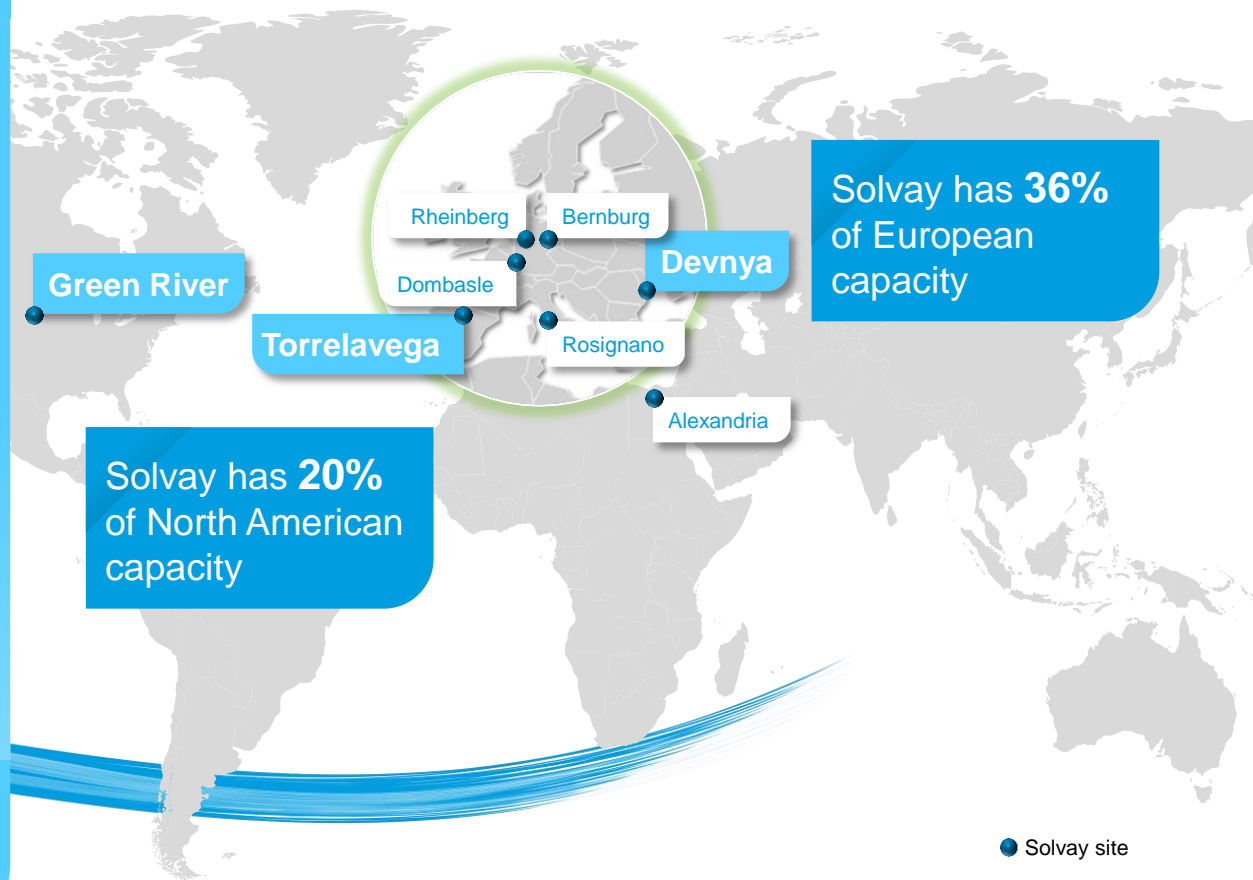 Rheinberg
Bernburg
Solvay has 36%
of European
capacity
Devnya
Green River
Dombasle
Torrelavega
Rosignano
Alexandria
Solvay has 20%
of North American
capacity
Solvay site